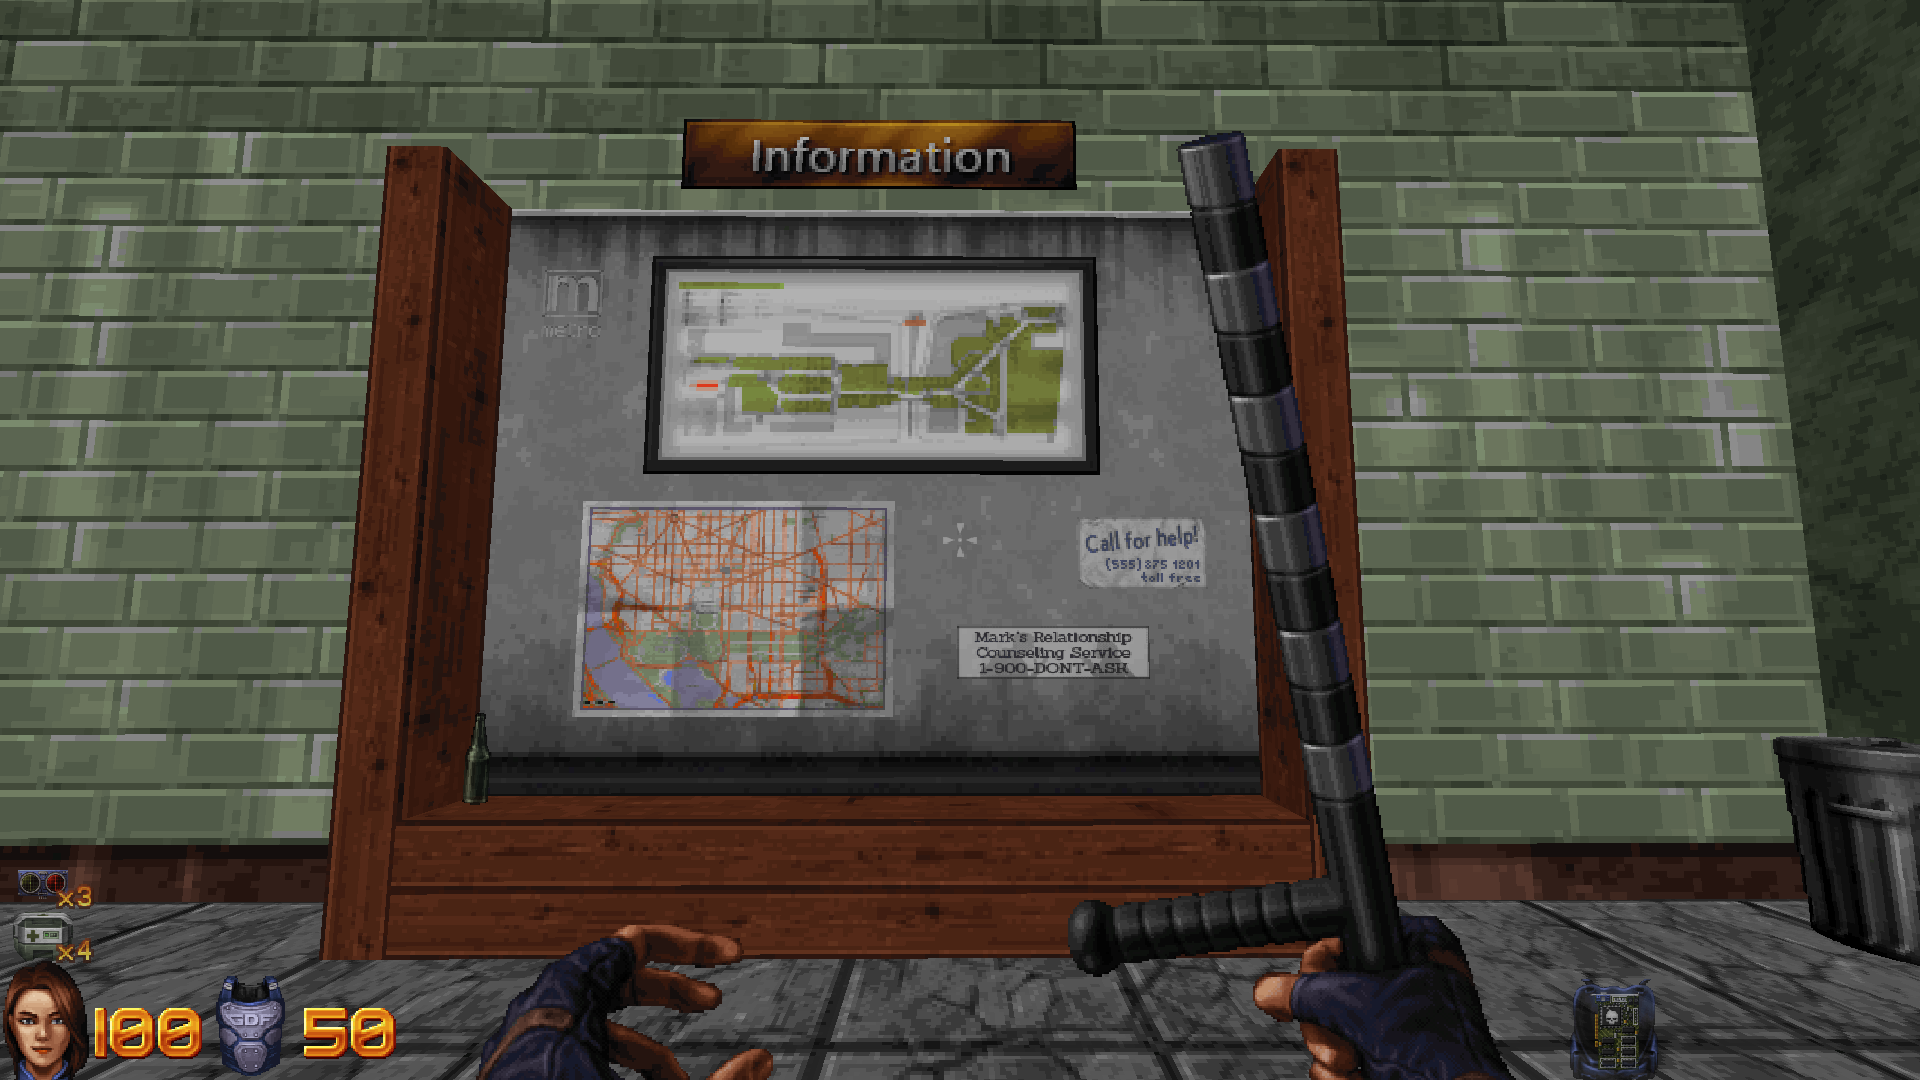 Information
m
metro
Call for help!
(555) 375 1201
toll free
Mark's Relationship
Counseling Service
1-900-DONT-ASK
x3
x4
100
GDF
50